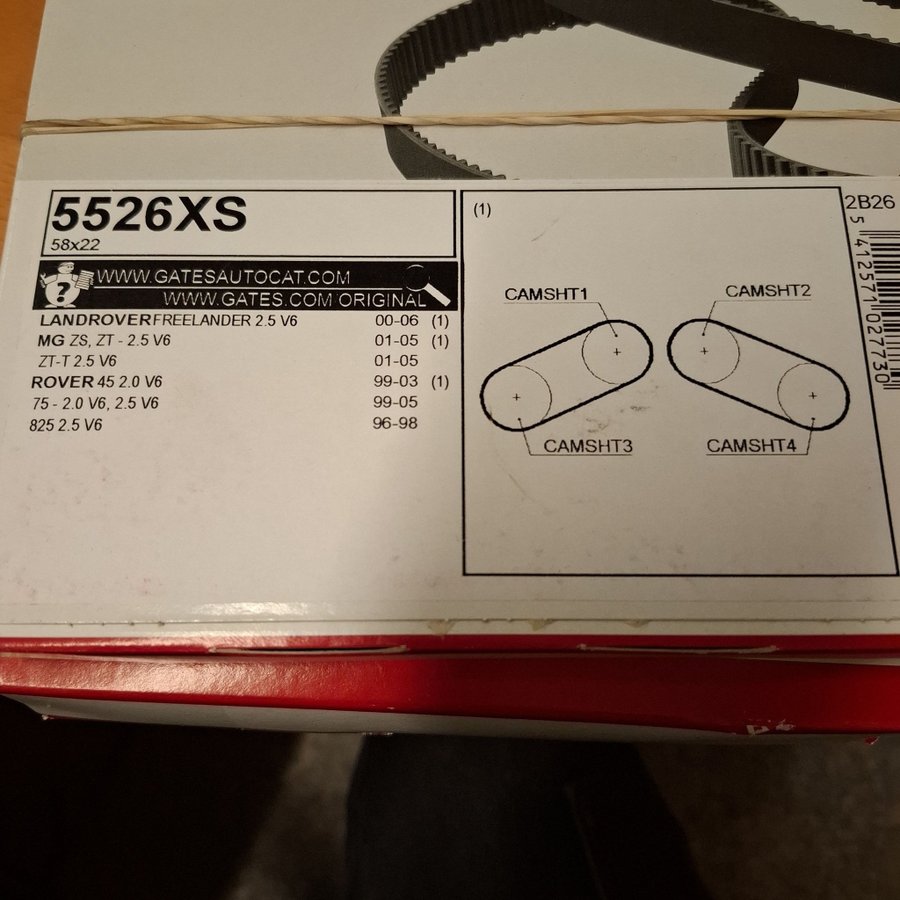 5526XS
58x22
WWW.GATESAUTOCAT.COM
WWW.GATES.COM ORIGINAL
LANDROVER FREELANDER 2.5 V6 00-06 (1)
MG ZS, ZT - 2.5 V6 01-05 (1)
ZT-T 2.5 V6 01-05
ROVER 45 2.0 V6 99-03 (1)
75 - 2.0 V6, 2.5 V6 99-05
825 2.5 V6 96-98
(1)
CAMSHT1
CAMSHT2
CAMSHT3
CAMSHT4
2B26
5 412571 027730